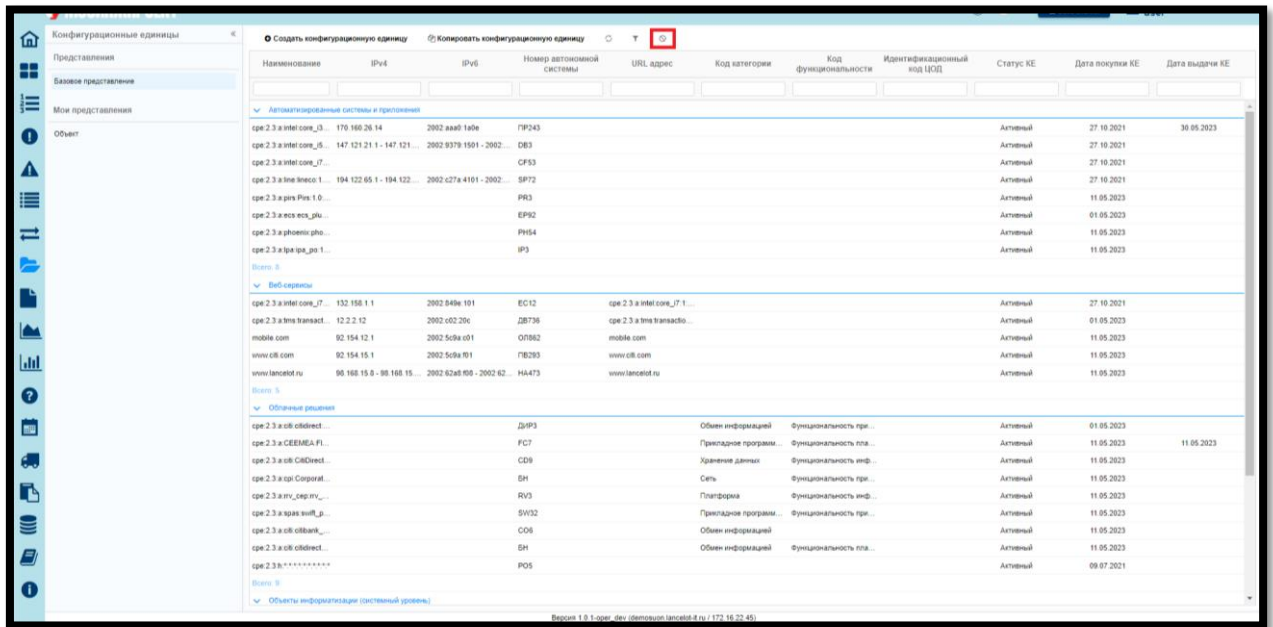 Конфигурационные единицы «
Представления
Базовое представление
Мои представления
Объект
Создать конфигурационную единицу Копировать конфигурационную единицу
Наименование IPv4 IPv6 Номер автономной системы URL адрес Код категории Код функциональности Идентификационный код ЦОД Статус КЕ Дата покупки КЕ Дата выдачи КЕ
Автоматизированные системы и приложения
cpe:2.3:a:intel:core_i3... 170.160.26.14 2002:aaa0:1a0e ПР243 Активный 27.10.2021 30.05.2023
cpe:2.3:a:intel:core_i5... 147.121.21.1 - 147.121.... 2002:9379:1501 - 2002:... DB3 Активный 27.10.2021
cpe:2.3:a:intel:core_i7... CF53 Активный 27.10.2021
cpe:2.3:a:line:lineco:1.... 194.122.65.1 - 194.122.... 2002:c27a:4101 - 2002:... SP72 Активный 27.10.2021
cpe:2.3:a:pirs:Pirs:1.0:... PR3 Активный 11.05.2023
cpe:2.3:a:ecs:ecs_plu... EP92 Активный 01.05.2023
cpe:2.3:a:phoenix:pho... PH54 Активный 11.05.2023
cpe:2.3:a:ipa:ipa_po:1... IP3 Активный 11.05.2023
Всего: 8
Веб-сервисы
cpe:2.3:a:intel:core_i7... 132.158.1.1 2002:849e:101 EC12 cpe:2.3:a:intel:core_i7:1:... Активный 27.10.2021
cpe:2.3:a:tms:transact... 12.2.2.12 2002:c02:20c ДВ736 cpe:2.3:a:tms:transactio... Активный 01.05.2023
mobile.com 92.154.12.1 2002:5c9a:c01 ОЛ862 mobile.com Активный 11.05.2023
www.citi.com 92.154.15.1 2002:5c9a:f01 ПВ293 www.citi.com Активный 11.05.2023
www.lancelot.ru 98.168.15.8 - 98.168.15.... 2002:62a8:f08 - 2002:62... НА473 www.lancelot.ru Активный 11.05.2023
Всего: 5
Облачные решения
cpe:2.3:a:citi:citidirect:... ДИР3 Обмен информацией Функциональность при... Активный 01.05.2023
cpe:2.3:a:CEEMEA FI... FC7 Прикладное программ... Функциональность пла... Активный 11.05.2023 11.05.2023
cpe:2.3:a:citi:CitiDirect... CD9 Хранение данных Функциональность инф... Активный 11.05.2023
cpe:2.3:a:cpi:Corporat... БН Сеть Функциональность при... Активный 11.05.2023
cpe:2.3:a:rrv_cep:rrv_... RV3 Платформа Функциональность инф... Активный 11.05.2023
cpe:2.3:a:spas:swift_p... SW32 Прикладное программ... Функциональность при... Активный 11.05.2023
cpe:2.3:a:citi:citibank_... CO6 Обмен информацией Активный 11.05.2023
cpe:2.3:a:citi:citidirect... БН Обмен информацией Функциональность пла... Активный 11.05.2023
cpe:2.3:h:*:*:*:*:*:*:*:*:*:* PO5 Активный 09.07.2021
Всего: 9
Объекты информатизации (системный уровень)
Версия 1.0.1-oper_dev (demosuon.lancelot-it.ru / 172.16.22.45)